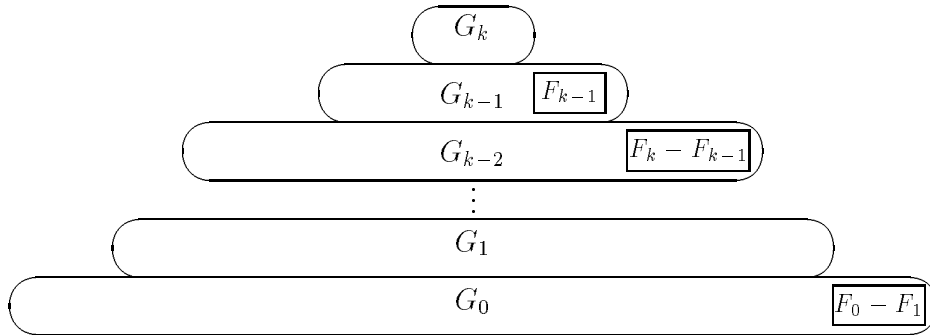 G_k
G_{k-1} F_{k-1}
G_{k-2} F_k - F_{k-1}
⋮
G_1
G_0 F_0 - F_1